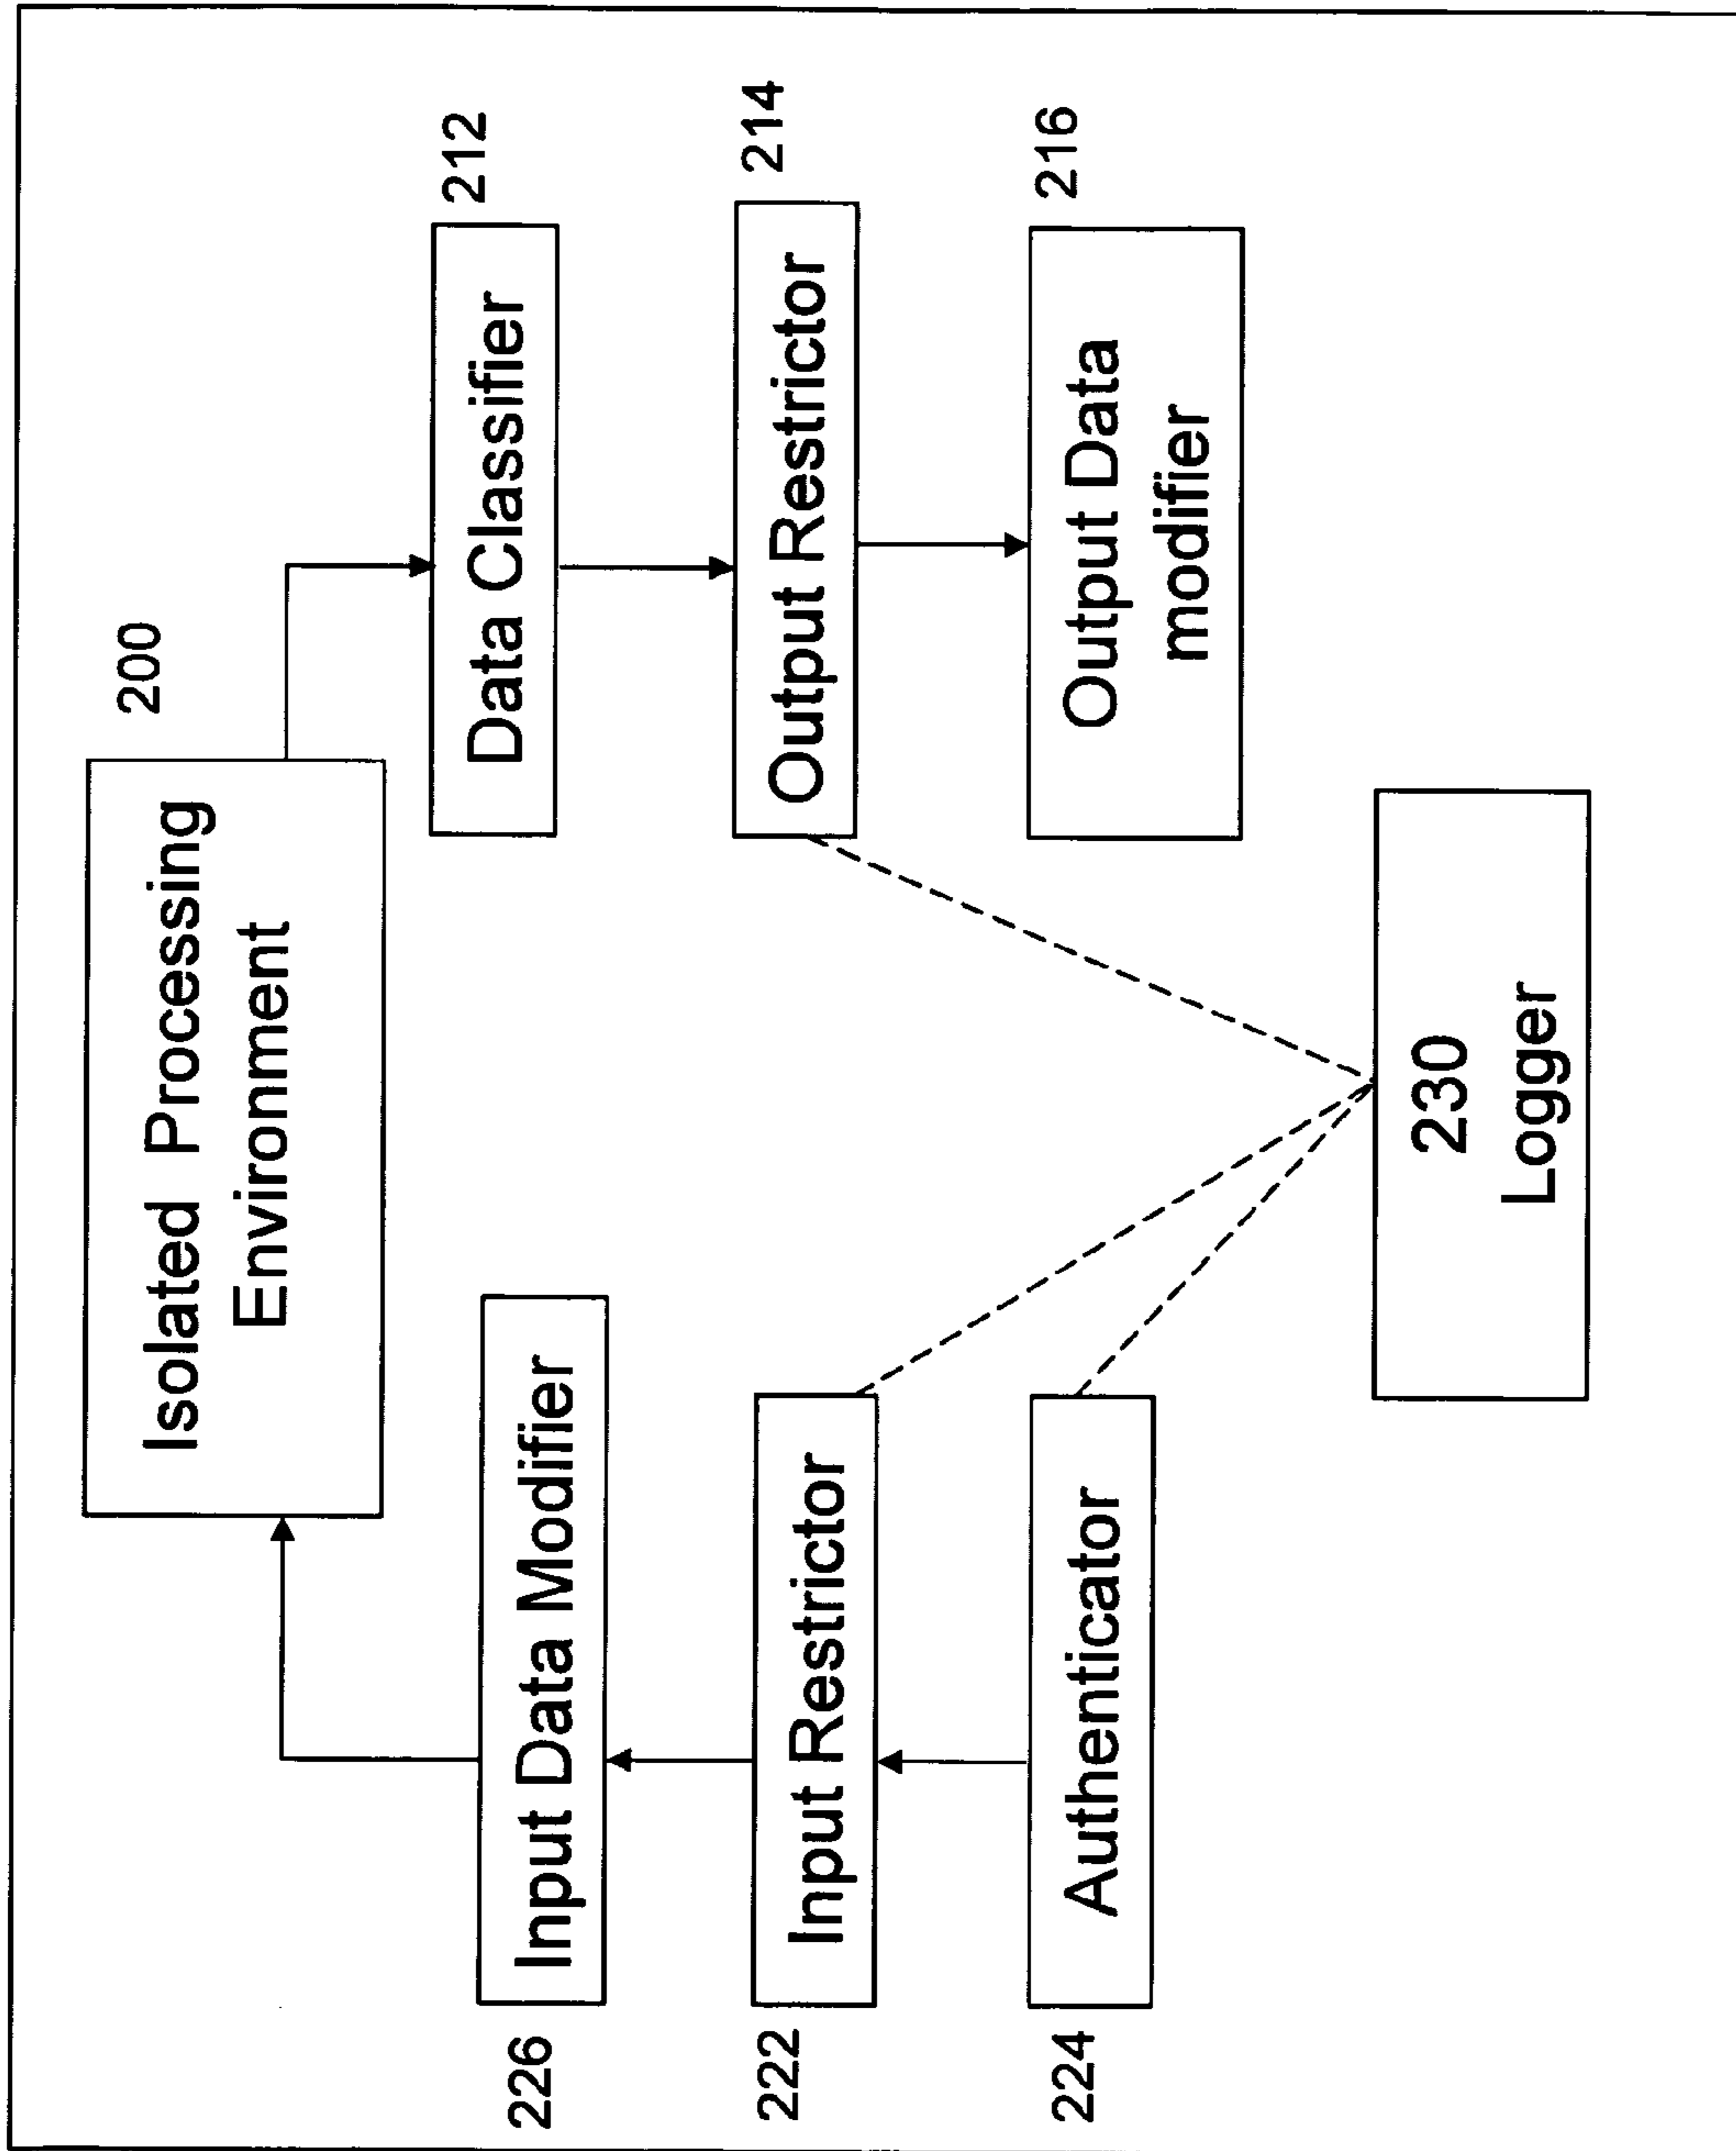 200
Isolated Processing
Environment
212
Data Classifier
226
Input Data Modifier
214
Output Restrictor
222
Input Restrictor
216
Output Data
modifier
224
Authenticator
230
Logger